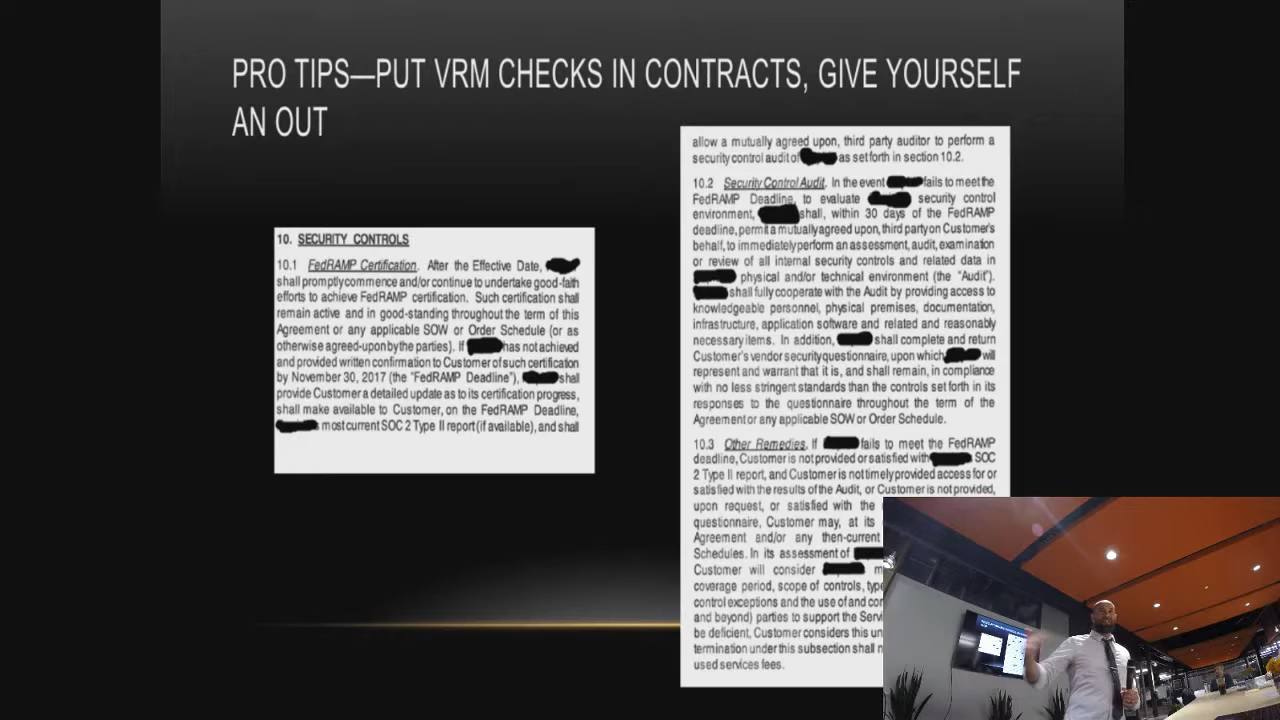 PRO TIPS—PUT VRM CHECKS IN CONTRACTS, GIVE YOURSELF
AN OUT
10. SECURITY CONTROLS
10.1 FedRAMP Certification. After the Effective Date,
shall promptly commence and/or continue to undertake good-faith
efforts to achieve FedRAMP certification. Such certification shall
remain active and in good-standing throughout the term of this
Agreement or any applicable SOW or Order Schedule (or as
otherwise agreed-upon by the parties). If has not achieved
and provided written confirmation to Customer of such certification
by November 30, 2017 (the “FedRAMP Deadline”), shall
provide Customer a detailed update as to its certification progress,
shall make available to Customer, on the FedRAMP Deadline,
most current SOC 2 Type II report (if available), and shall
allow a mutually agreed upon, third party auditor to perform a
security control audit of as set forth in section 10.2.
10.2 Security Control Audit. In the event fails to meet the
FedRAMP Deadline, to evaluate security control
environment, shall, within 30 days of the FedRAMP
deadline, permit a mutually agreed upon, third party on Customer's
behalf, to immediately perform an assessment, audit, examination
or review of all internal security controls and related data in
physical and/or technical environment (the “Audit”).
shall fully cooperate with the Audit by providing access to
knowledgeable personnel, physical premises, documentation,
infrastructure, application software and related and reasonably
necessary items. In addition, shall complete and return
Customer's vendor security questionnaire, upon which will
represent and warrant that it is, and shall remain, in compliance
with no less stringent standards than the controls set forth in its
responses to the questionnaire throughout the term of the
Agreement or any applicable SOW or Order Schedule.
10.3 Other Remedies. If fails to meet the FedRAMP
deadline, Customer is not provided or satisfied with SOC
2 Type II report, and Customer is not timely provided access for or
satisfied with the results of the Audit, or Customer is not provided,
upon request, or satisfied with the
questionnaire, Customer may, at its
Agreement and/or any then-current
Schedules. In its assessment of
Customer will consider
coverage period, scope of controls,
control exceptions and the use of and
and beyond) parties to support the
be deficient, Customer considers this
termination under this subsection shall
used services fees.